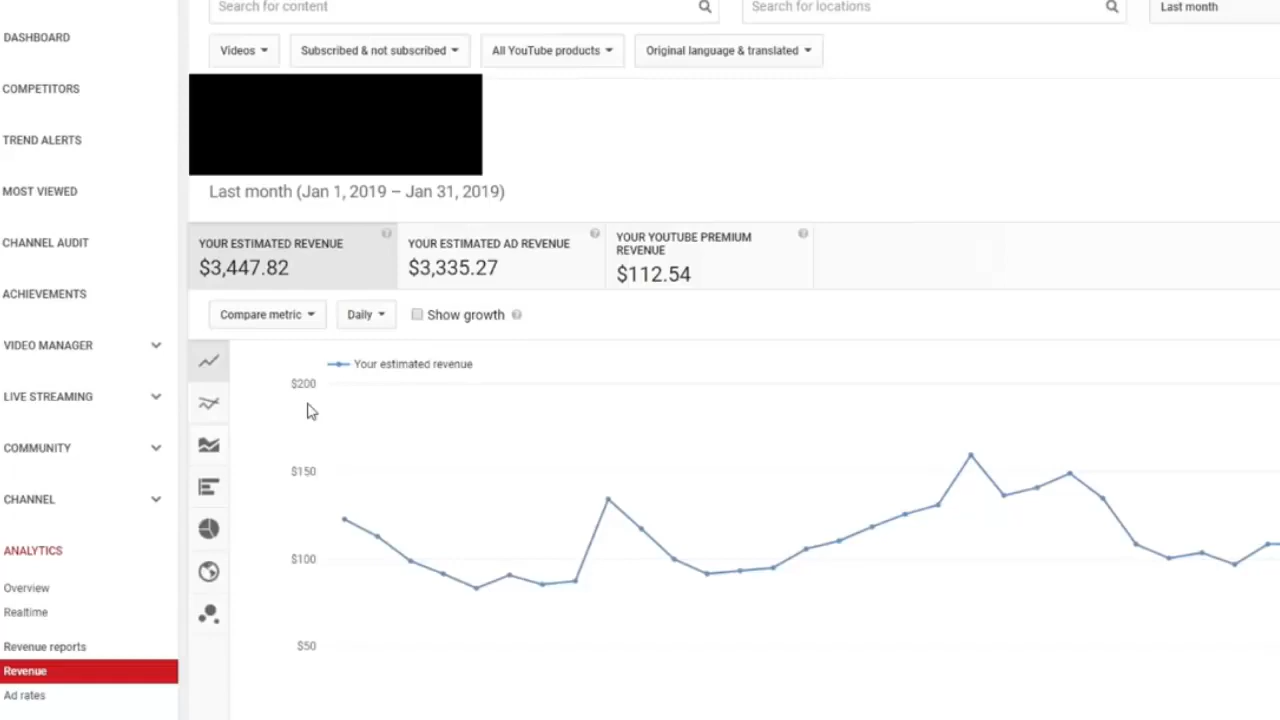 Search for content
Search for locations
Last month
Videos
Subscribed & not subscribed
All YouTube products
Original language & translated
DASHBOARD
COMPETITORS
TREND ALERTS
MOST VIEWED
CHANNEL AUDIT
ACHIEVEMENTS
VIDEO MANAGER
LIVE STREAMING
COMMUNITY
CHANNEL
ANALYTICS
Overview
Realtime
Revenue reports
Revenue
Ad rates
Last month (Jan 1, 2019 – Jan 31, 2019)
YOUR ESTIMATED REVENUE
$3,447.82
YOUR ESTIMATED AD REVENUE
$3,335.27
YOUR YOUTUBE PREMIUM
REVENUE
$112.54
Compare metric
Daily
Show growth
Your estimated revenue
$200
$150
$100
$50